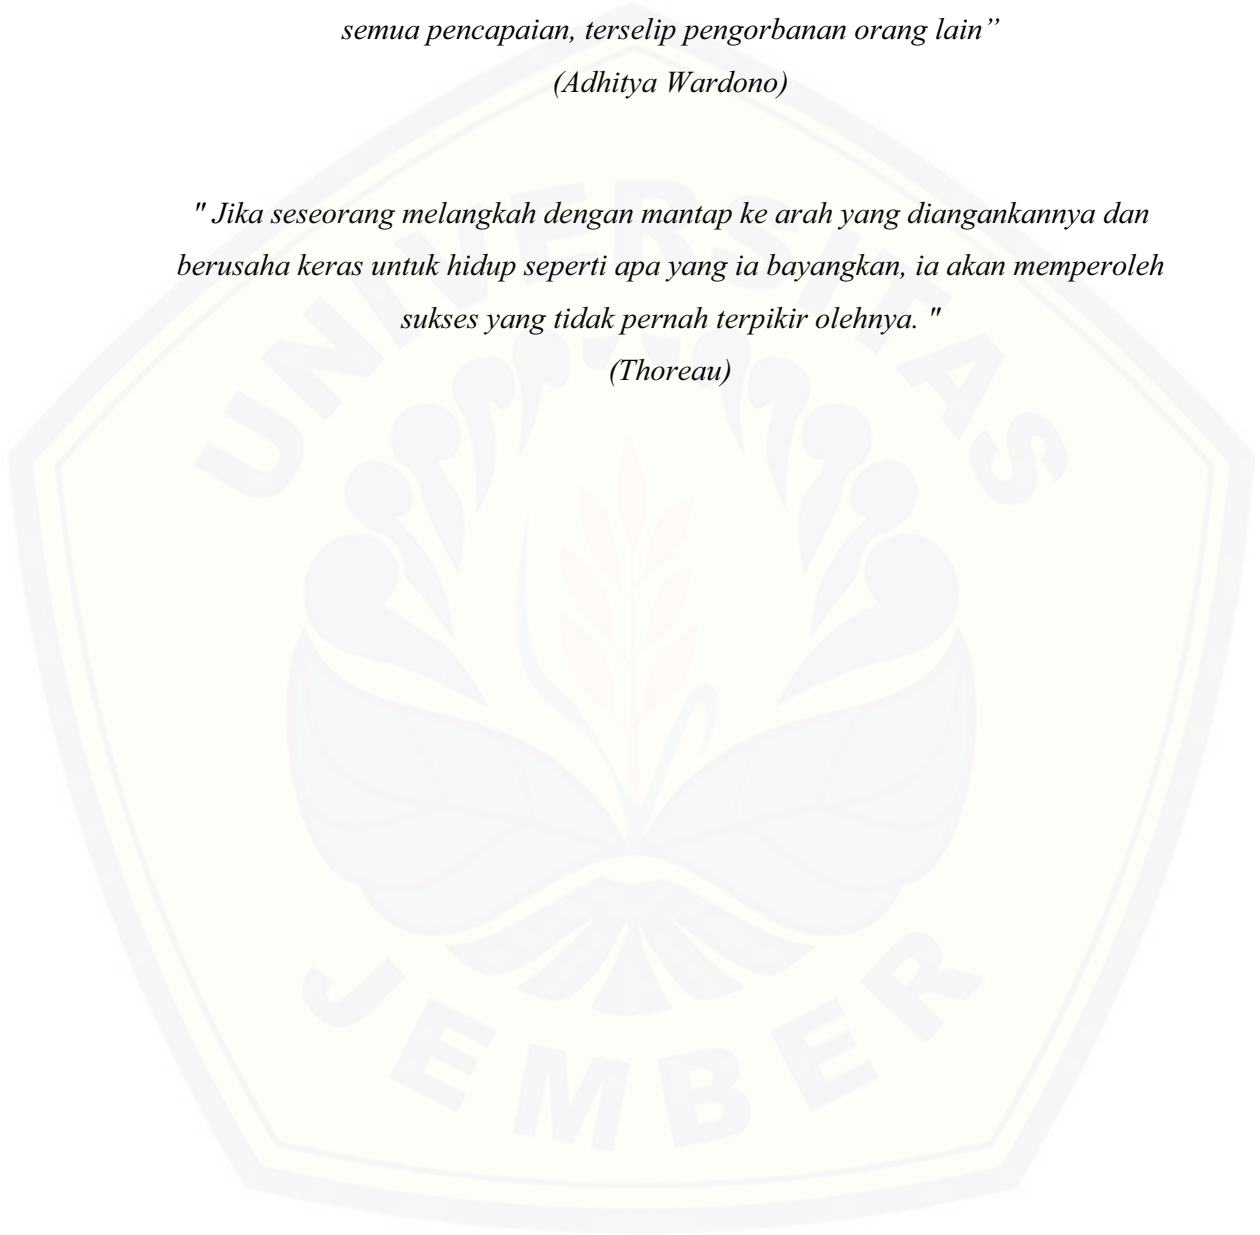 semua pencapaian, terselip pengorbanan orang lain”
(Adhitya Wardono)
" Jika seseorang melangkah dengan mantap ke arah yang diangankannya dan
berusaha keras untuk hidup seperti apa yang ia bayangkan, ia akan memperoleh
sukses yang tidak pernah terpikir olehnya. "
(Thoreau)
UNIVERSITAS
JEMBER